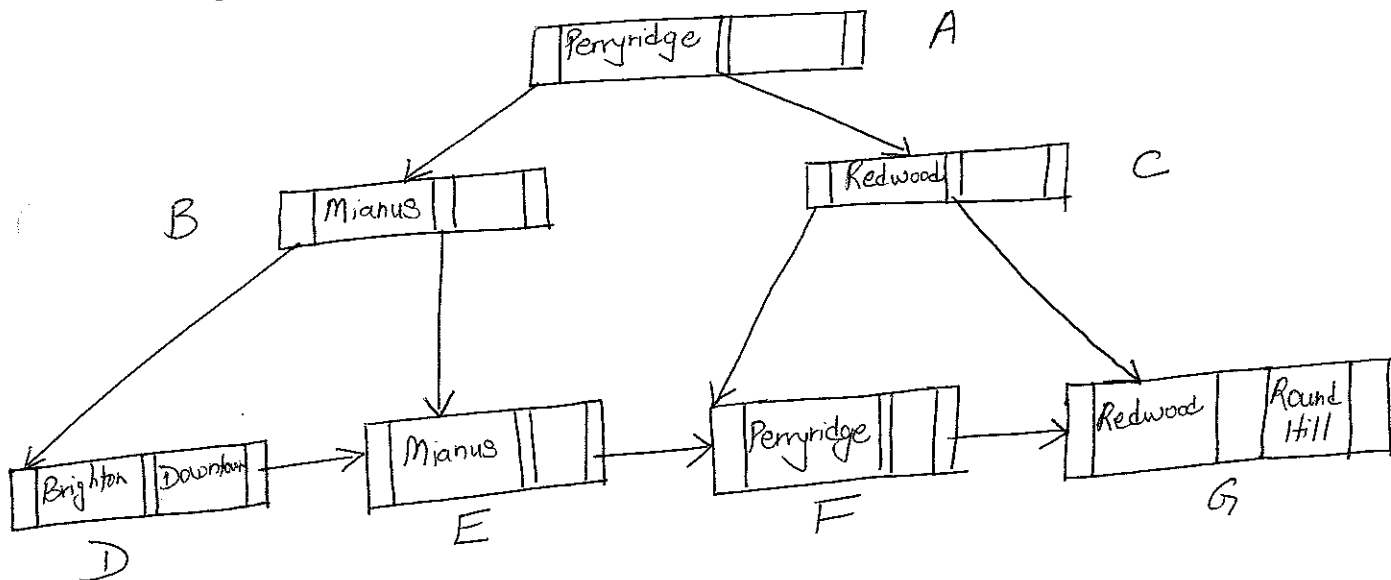 Perryridge A
B Mianus Redwood C
Brighton Downtown Mianus Perryridge Redwood Round Hill
D E F G